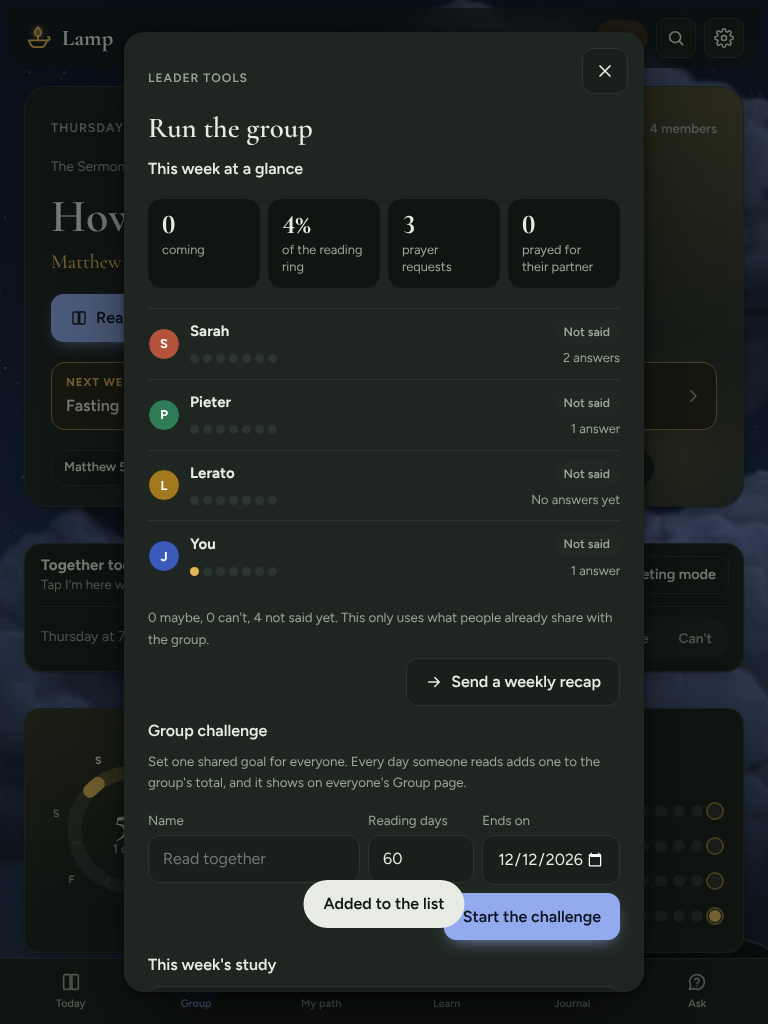 Lamp
LEADER TOOLS
THURSDAY
4 members
Run the group
The Sermon
This week at a glance
How
Matthew
0
coming
4%
of the reading
ring
3
prayer
requests
0
prayed for
their partner
Rea
S
Sarah
Not said
2 answers
NEXT WE
Fasting
P
Pieter
Not said
1 answer
Matthew 5
L
Lerato
Not said
No answers yet
J
You
Not said
1 answer
Together to
Tap I'm here w
eting mode
Thursday at 7
Can't
0 maybe, 0 can't, 4 not said yet. This only uses what people already share with
the group.
Send a weekly recap
Group challenge
Set one shared goal for everyone. Every day someone reads adds one to the
group's total, and it shows on everyone's Group page.
S
S
F
Name
Reading days
Ends on
Read together
60
12/12/2026
Added to the list
Start the challenge
This week's study
Today
Group
My path
Learn
Journal
Ask